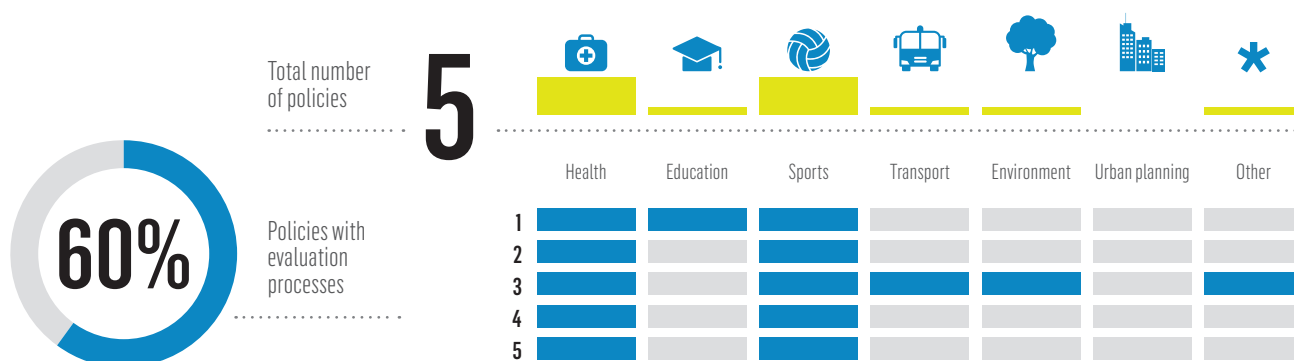 Total number
of policies
5
60%
Policies with
evaluation
processes
Health Education Sports Transport Environment Urban planning Other
1
2
3
4
5